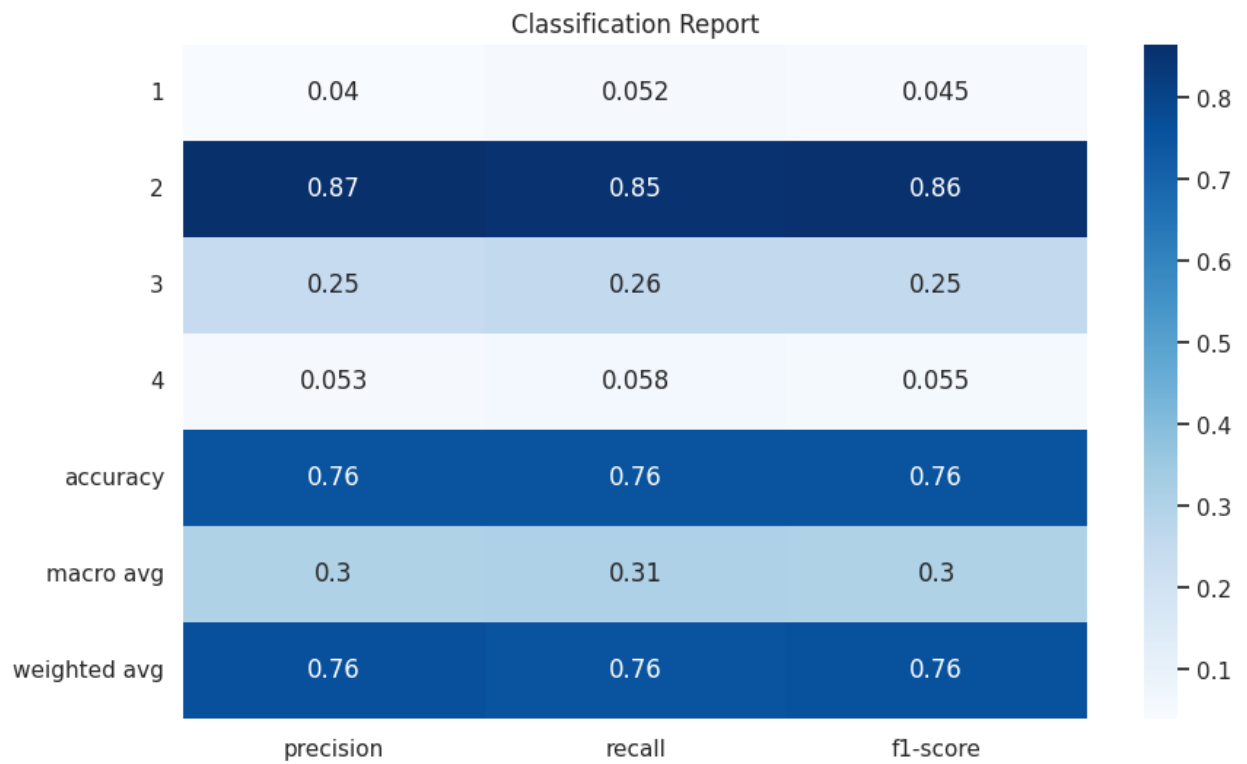 Classification Report
1 0.04 0.052 0.045
2 0.87 0.85 0.86
3 0.25 0.26 0.25
4 0.053 0.058 0.055
accuracy 0.76 0.76 0.76
macro avg 0.3 0.31 0.3
weighted avg 0.76 0.76 0.76
precision recall f1-score
0.8
0.7
0.6
0.5
0.4
0.3
0.2
0.1